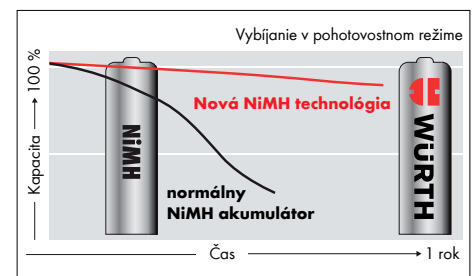 Vybíjanie v pohotovostnom režime
Kapacita
100 %
NiMH
Nová NiMH technológia
WÜRTH
normálny
NiMH akumulátor
Čas
1 rok